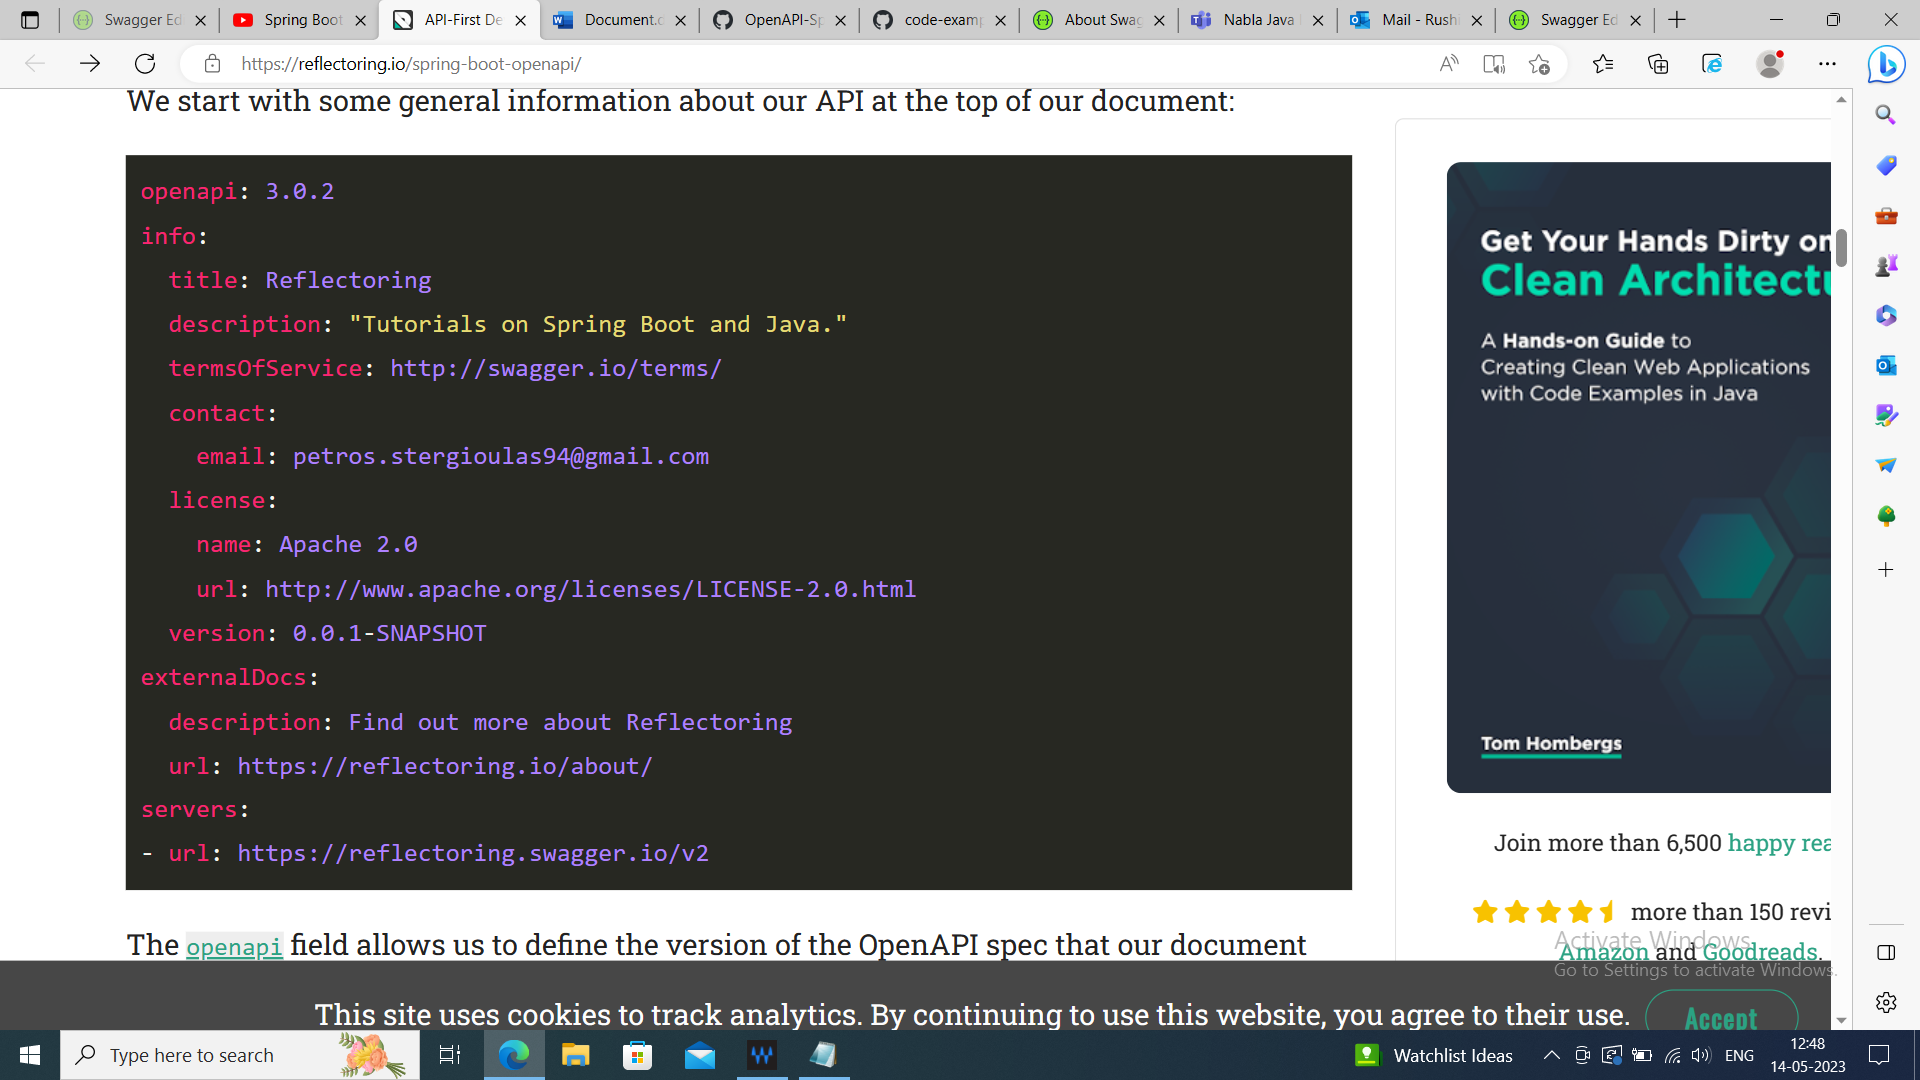 Swagger Ed
Spring Boot
API-First De
Document.d
OpenAPI-Sp
code-examp
About Swag
Nabla Java
Mail - Rushi
Swagger Ed
https://reflectoring.io/spring-boot-openapi/
We start with some general information about our API at the top of our document:
openapi: 3.0.2
info:
title: Reflectoring
description: "Tutorials on Spring Boot and Java."
termsOfService: http://swagger.io/terms/
contact:
email: petros.stergioulas94@gmail.com
license:
name: Apache 2.0
url: http://www.apache.org/licenses/LICENSE-2.0.html
version: 0.0.1-SNAPSHOT
externalDocs:
description: Find out more about Reflectoring
url: https://reflectoring.io/about/
servers:
- url: https://reflectoring.swagger.io/v2
The openapi field allows us to define the version of the OpenAPI spec that our document
Get Your Hands Dirty on
Clean Architectu
A Hands-on Guide to
Creating Clean Web Applications
with Code Examples in Java
Tom Hombergs
Join more than 6,500 happy rea
more than 150 revi
Amazon and Goodreads.
Activate Windows
Go to Settings to activate Windows.
This site uses cookies to track analytics. By continuing to use this website, you agree to their use.
Accept
Type here to search
Watchlist Ideas
ENG
12:48
14-05-2023